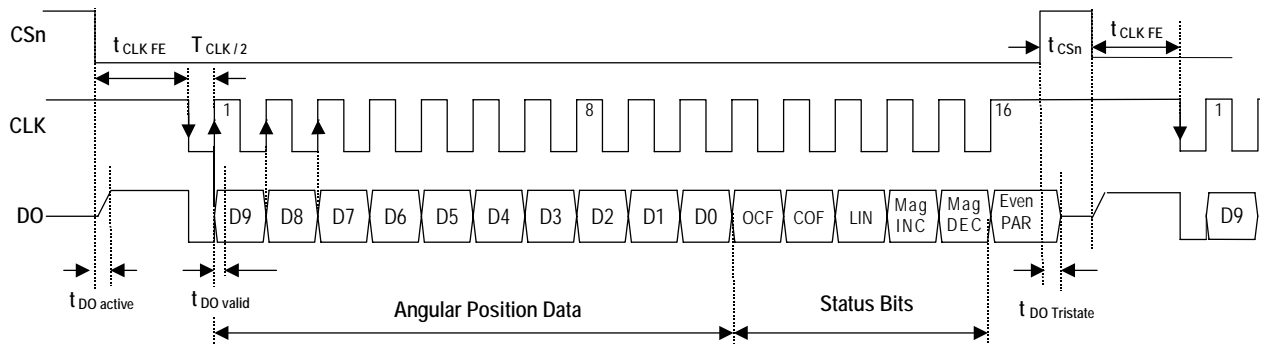 CSn
t CLK FE
T CLK / 2
t CSn
t CLK FE
CLK
1
8
16
1
DO
D9
D8
D7
D6
D5
D4
D3
D2
D1
D0
OCF
COF
LIN
Mag
INC
Mag
DEC
Even
PAR
D9
t DO active
t DO valid
Angular Position Data
Status Bits
t DO Tristate